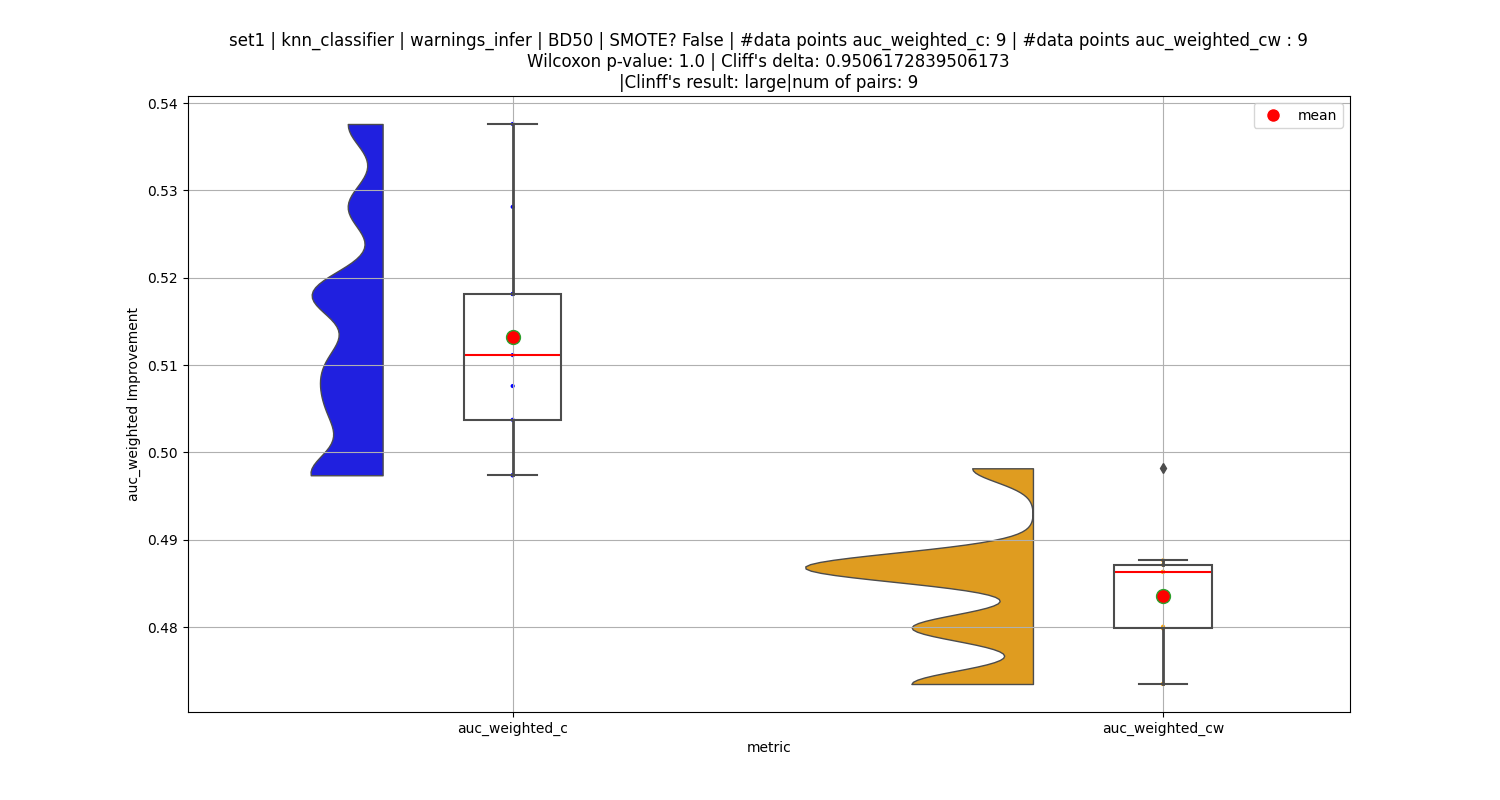 set1 | knn_classifier | warnings_infer | BD50 | SMOTE? False | #data points auc_weighted_c: 9 | #data points auc_weighted_cw : 9
Wilcoxon p-value: 1.0 | Cliff's delta: 0.9506172839506173
|Clinff's result: large|num of pairs: 9
mean
0.54
0.53
0.52
0.51
0.50
0.49
0.48
auc_weighted Improvement
auc_weighted_c
auc_weighted_cw
metric